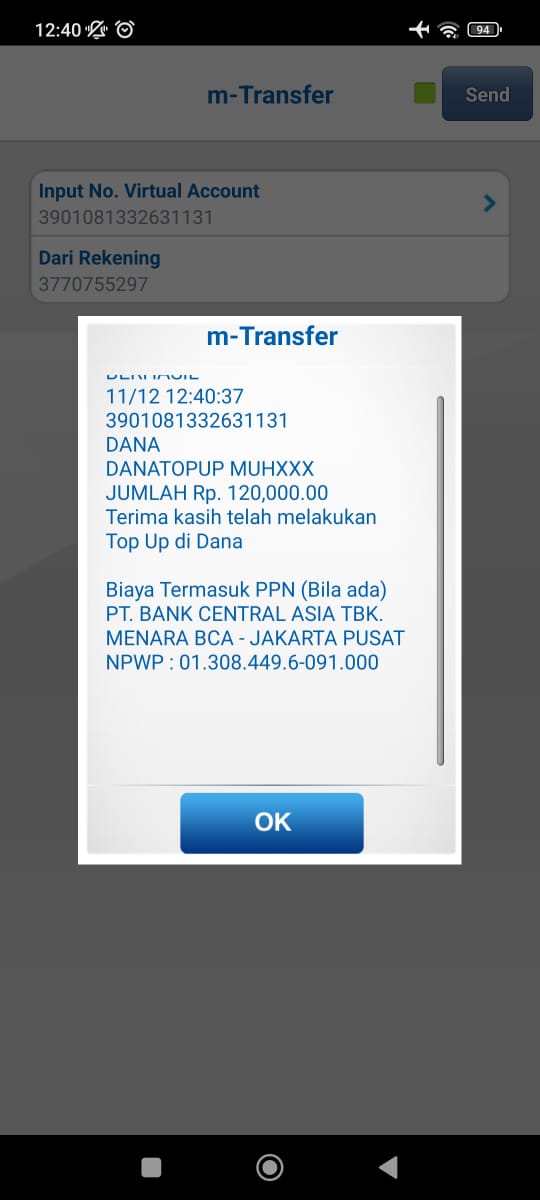 12:40
94
m-Transfer
Send
Input No. Virtual Account
3901081332631131
Dari Rekening
3770755297
m-Transfer
BERHASIL
11/12 12:40:37
3901081332631131
DANA
DANATOPUP MUHXXX
JUMLAH Rp. 120,000.00
Terima kasih telah melakukan
Top Up di Dana
Biaya Termasuk PPN (Bila ada)
PT. BANK CENTRAL ASIA TBK.
MENARA BCA - JAKARTA PUSAT
NPWP : 01.308.449.6-091.000
OK